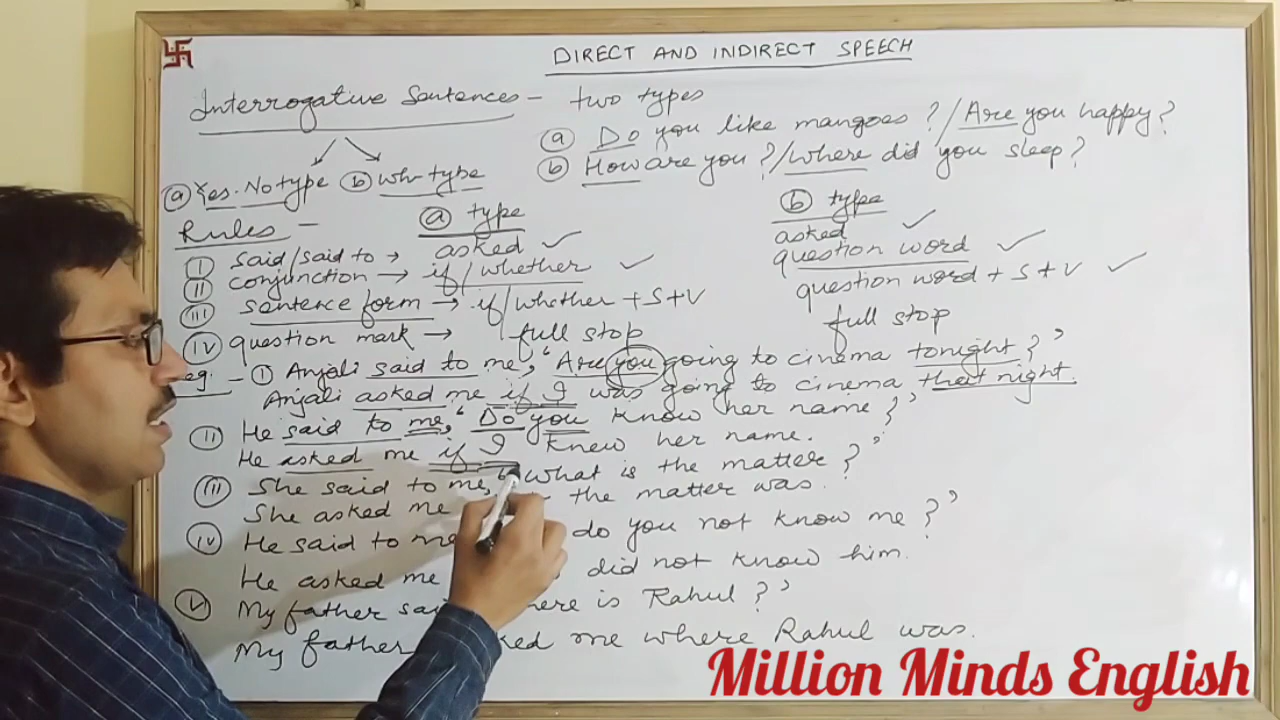 DIRECT AND INDIRECT SPEECH
Interrogative Sentences - two types
(a) Do you like mangoes ? / Are you happy ?
(b) How are you ? / Where did you sleep ?
(a) Yes-No type (b) wh-type
Rules -
(a) type
(b) type
(I) said/said to → asked ✓ asked ✓
(II) conjunction → if/whether ✓ question word ✓
(III) sentence form → if/whether + S + V question word + S + V ✓
(IV) question mark → full stop full stop
eg. - (1) Anjali said to me, 'Are you going to cinema tonight ?'
Anjali asked me if I was going to cinema that night.
(II) He said to me, 'Do you know her name ?'
He asked me if I knew her name.
(III) She said to me, 'What is the matter ?'
She asked me the matter was.
(IV) He said to me do you not know me ?'
He asked me did not know him.
(V) My father is Rahul ?'
My father me where Rahul was.
Million Minds English